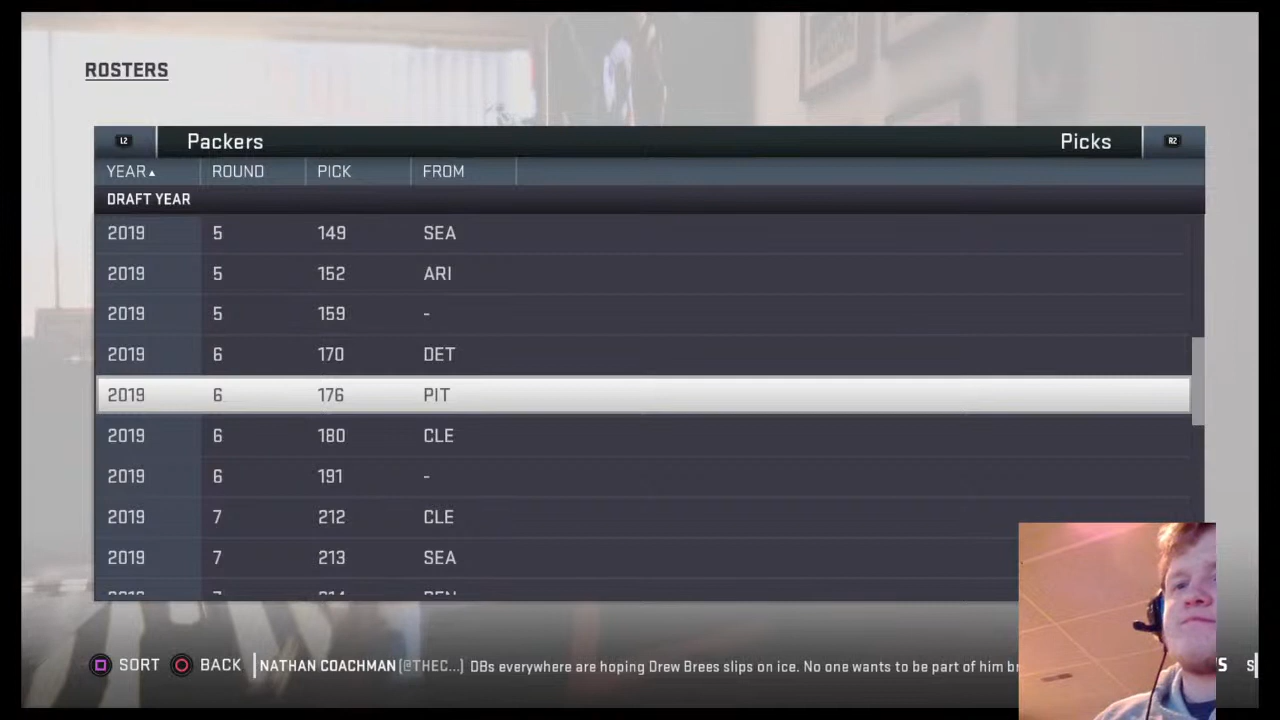 ROSTERS
L2 Packers Picks R2
YEAR ROUND PICK FROM
DRAFT YEAR
2019 5 149 SEA
2019 5 152 ARI
2019 5 159 -
2019 6 170 DET
2019 6 176 PIT
2019 6 180 CLE
2019 6 191 -
2019 7 212 CLE
2019 7 213 SEA
SORT BACK NATHAN COACHMAN (@THEC...) DBs everywhere are hoping Drew Brees slips on ice. No one wants to be part of him